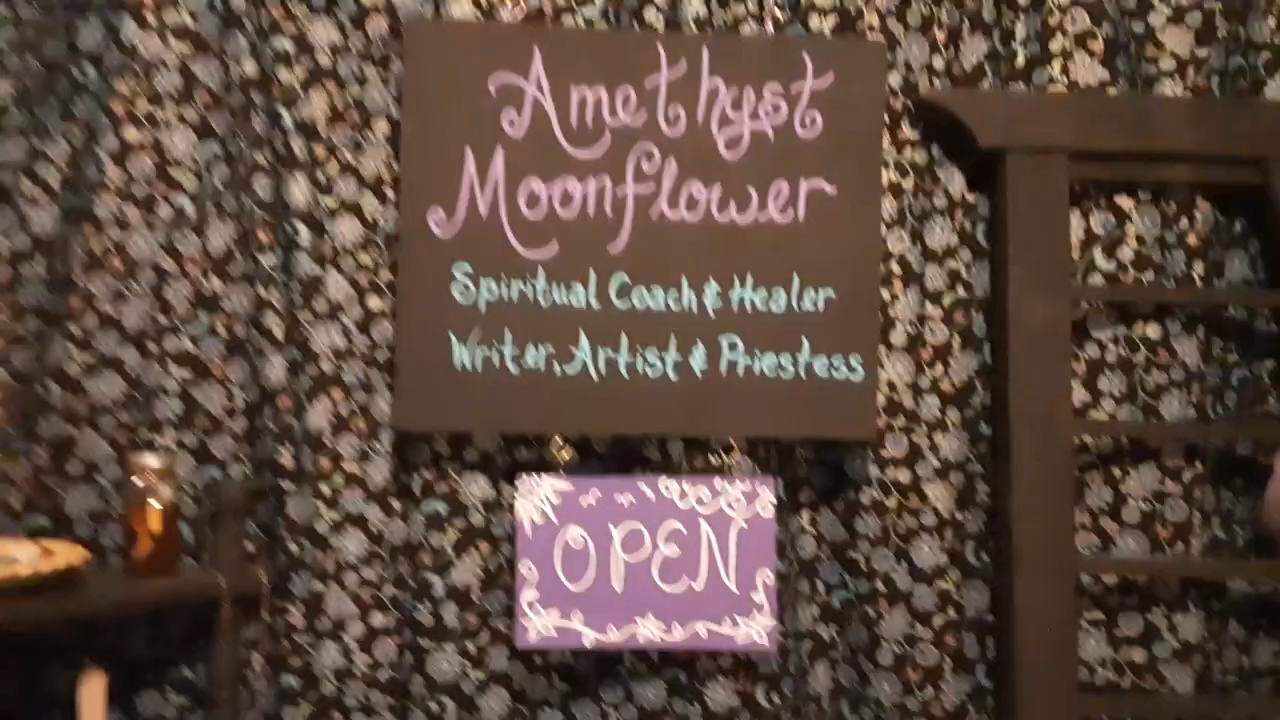 Amethyst
Moonflower
Spiritual Coach & Healer
Writer, Artist & Priestess
OPEN